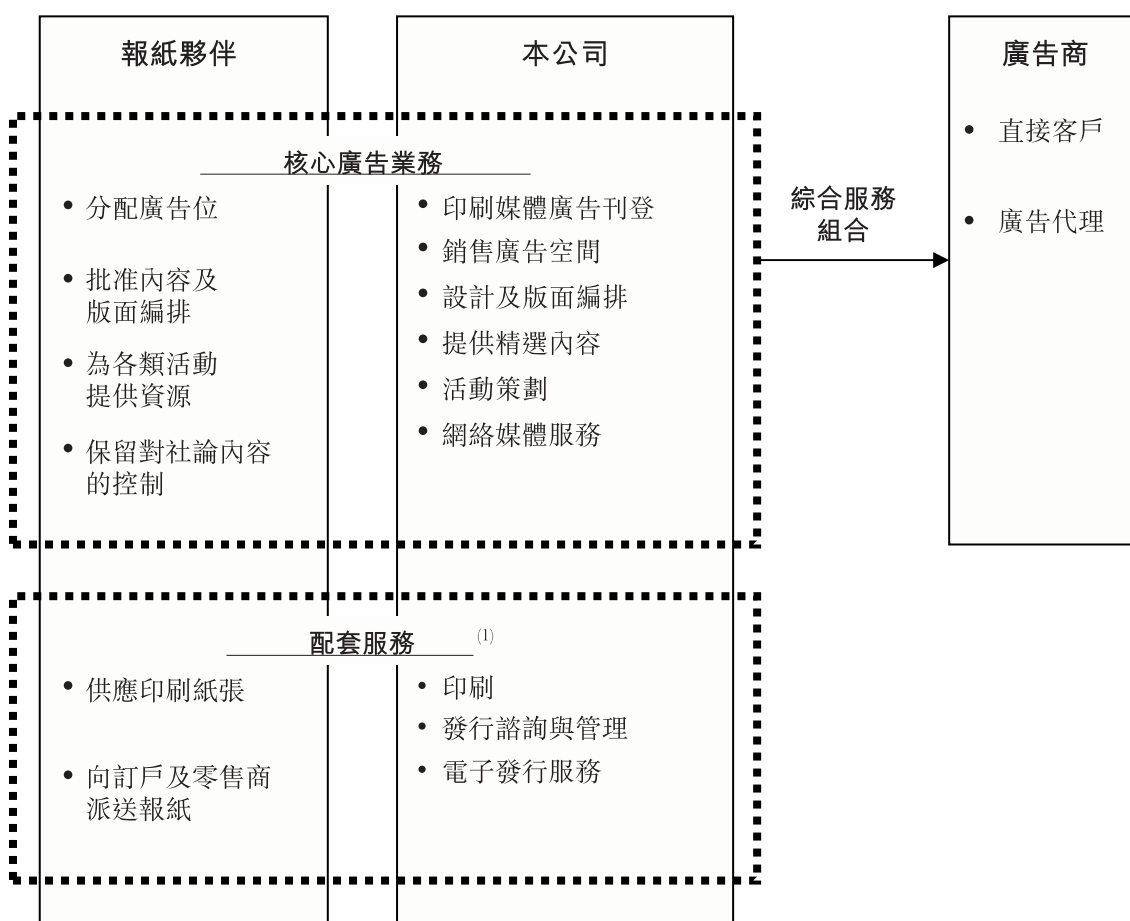 報紙夥伴
本公司
廣告商
核心廣告業務
• 分配廣告位
• 批准內容及
版面編排
• 為各類活動
提供資源
• 保留對社論內容
的控制
• 印刷媒體廣告刊登
• 銷售廣告空間
• 設計及版面編排
• 提供精選內容
• 活動策劃
• 網絡媒體服務
綜合服務
組合
• 直接客戶
• 廣告代理
配套服務 (1)
• 供應印刷紙張
• 向訂戶及零售商
派送報紙
• 印刷
• 發行諮詢與管理
• 電子發行服務